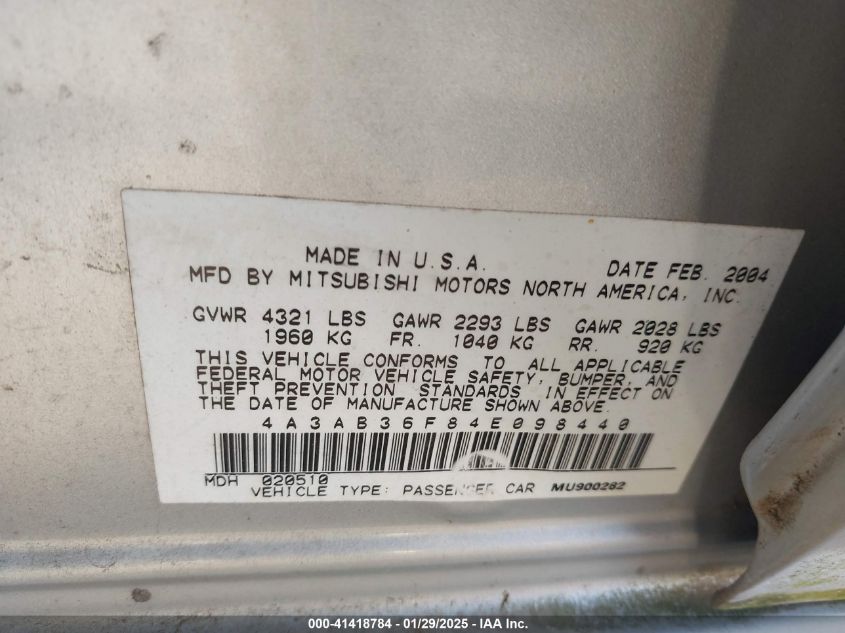 MADE IN U.S.A. DATE FEB. 2004
MFD BY MITSUBISHI MOTORS NORTH AMERICA, INC.
GVWR 4321 LBS GAWR 2293 LBS GAWR 2028 LBS
1960 KG FR. 1040 KG RR. 920 KG
THIS VEHICLE CONFORMS TO ALL APPLICABLE
FEDERAL MOTOR VEHICLE SAFETY, BUMPER, AND
THEFT PREVENTION STANDARDS IN EFFECT ON
THE DATE OF MANUFACTURE SHOWN ABOVE.
4A3AB36F84E098440
MDH 020510
VEHICLE TYPE: PASSENGER CAR MU900282
000-41418784 - 01/29/2025 - IAA Inc.